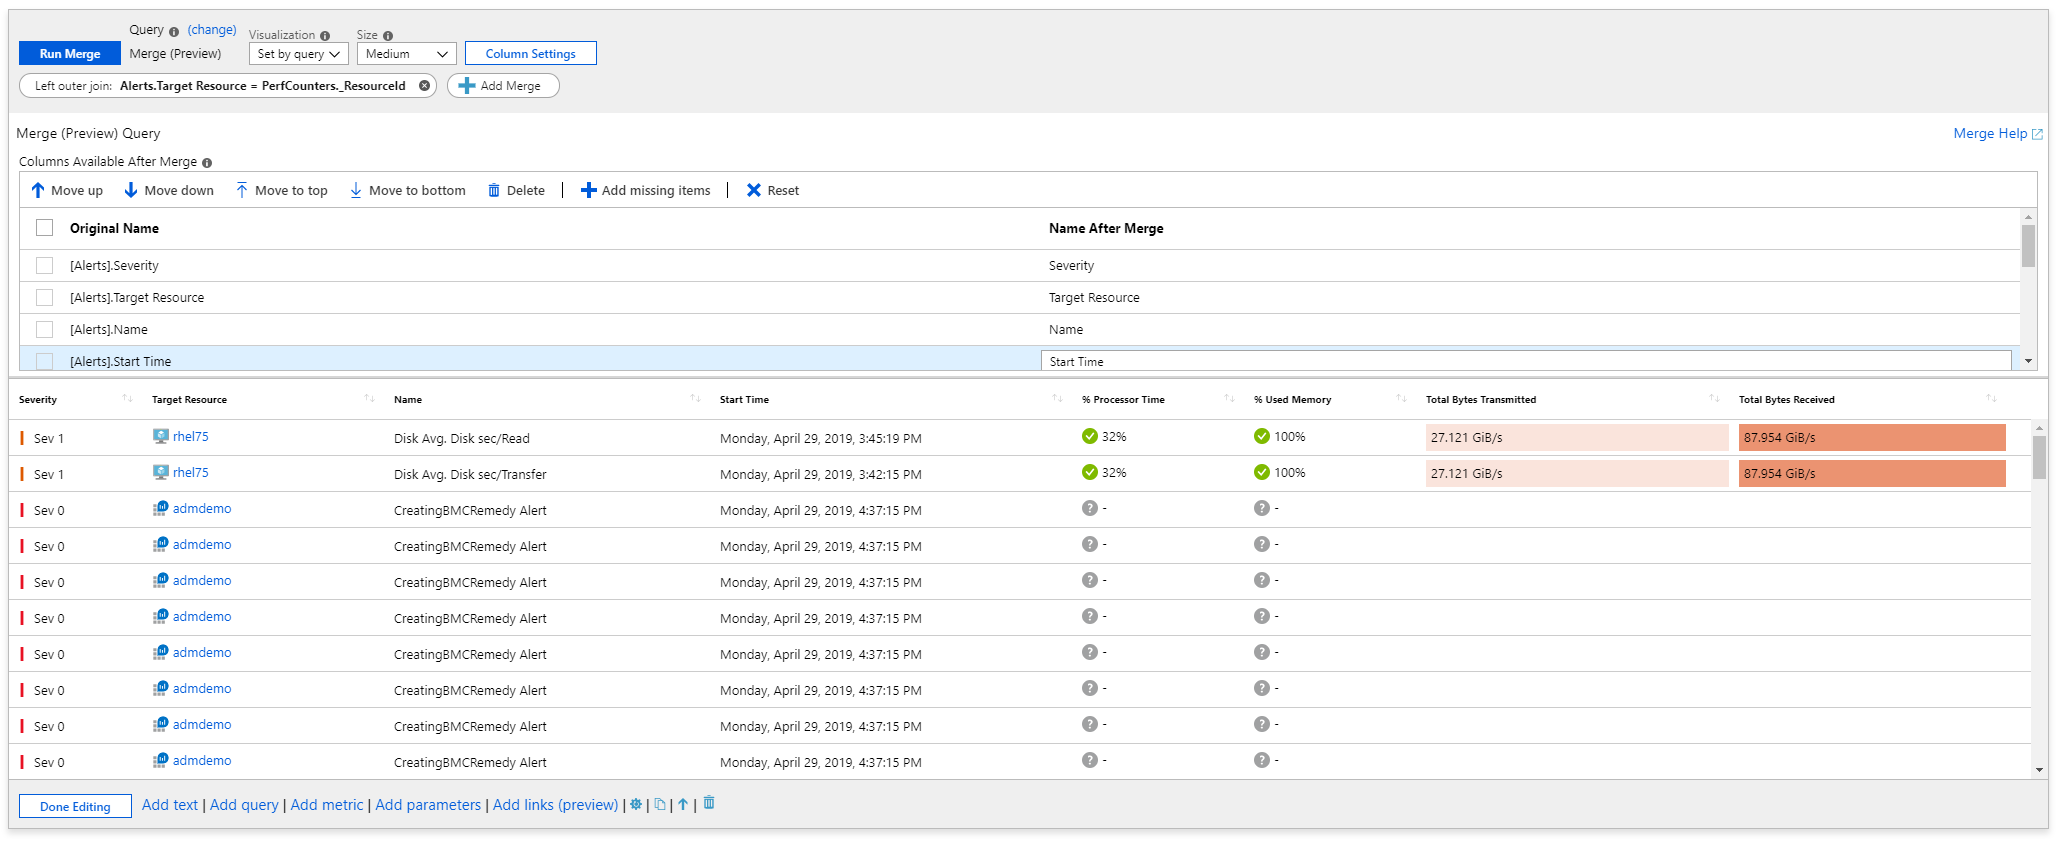 Query (change)
Visualization
Size
Run Merge Merge (Preview) Set by query Medium Column Settings
Left outer join: Alerts.Target Resource = PerfCounters._ResourceId Add Merge
Merge (Preview) Query Merge Help
Columns Available After Merge
Move up Move down Move to top Move to bottom Delete | Add missing items | Reset
Original Name Name After Merge
[Alerts].Severity Severity
[Alerts].Target Resource Target Resource
[Alerts].Name Name
[Alerts].Start Time Start Time
Severity Target Resource Name Start Time % Processor Time % Used Memory Total Bytes Transmitted Total Bytes Received
Sev 1 rhel75 Disk Avg. Disk sec/Read Monday, April 29, 2019, 3:45:19 PM 32% 100% 27.121 GiB/s 87.954 GiB/s
Sev 1 rhel75 Disk Avg. Disk sec/Transfer Monday, April 29, 2019, 3:42:15 PM 32% 100% 27.121 GiB/s 87.954 GiB/s
Sev 0 admdemo CreatingBMCRemedy Alert Monday, April 29, 2019, 4:37:15 PM - -
Sev 0 admdemo CreatingBMCRemedy Alert Monday, April 29, 2019, 4:37:15 PM - -
Sev 0 admdemo CreatingBMCRemedy Alert Monday, April 29, 2019, 4:37:15 PM - -
Sev 0 admdemo CreatingBMCRemedy Alert Monday, April 29, 2019, 4:37:15 PM - -
Sev 0 admdemo CreatingBMCRemedy Alert Monday, April 29, 2019, 4:37:15 PM - -
Sev 0 admdemo CreatingBMCRemedy Alert Monday, April 29, 2019, 4:37:15 PM - -
Sev 0 admdemo CreatingBMCRemedy Alert Monday, April 29, 2019, 4:37:15 PM - -
Sev 0 admdemo CreatingBMCRemedy Alert Monday, April 29, 2019, 4:37:15 PM - -
Done Editing Add text | Add query | Add metric | Add parameters | Add links (preview) | | | |